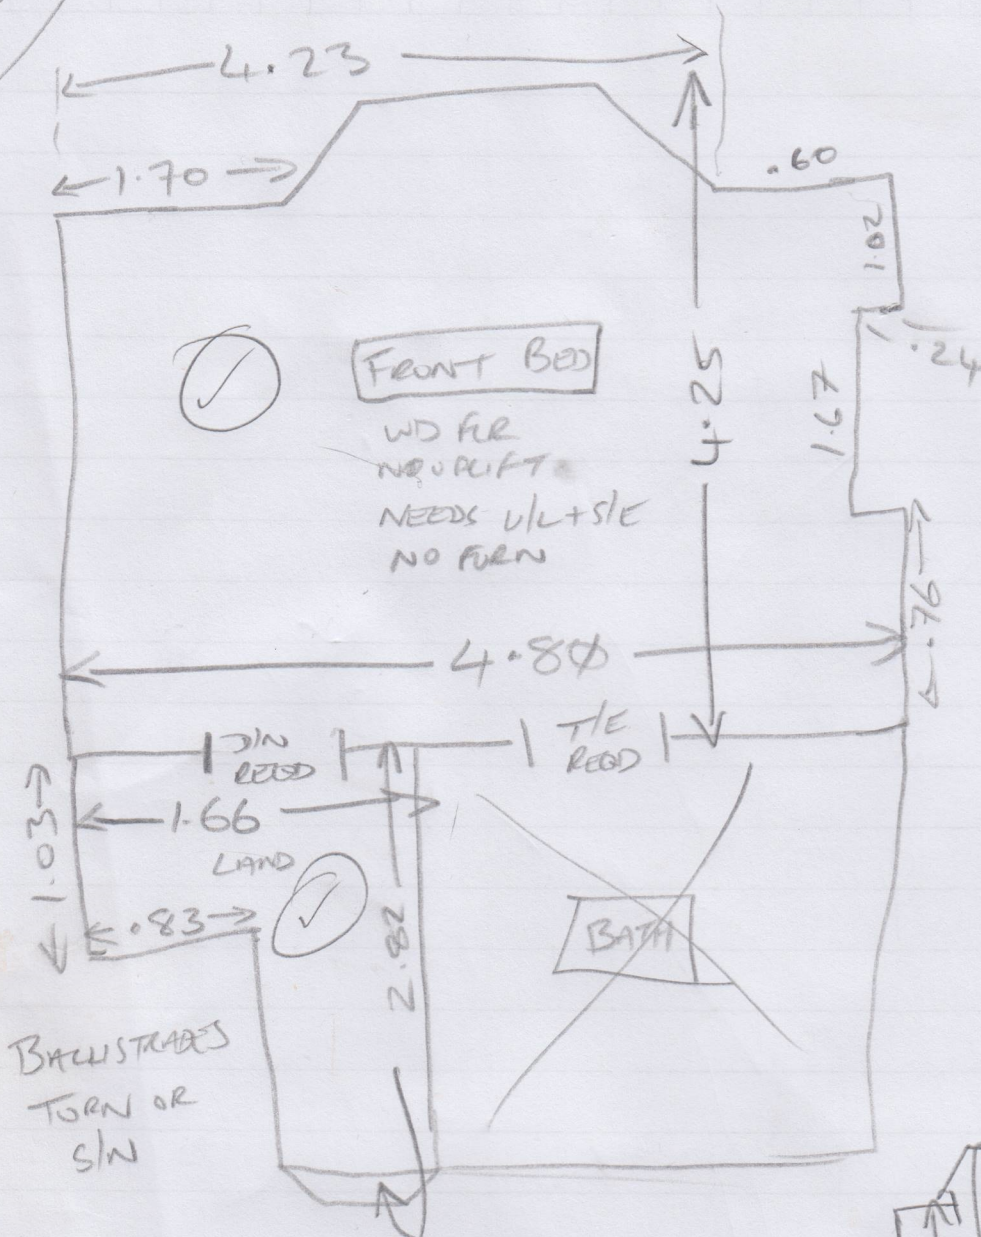 4.23
1.70
.60
1.02
.24
FRONT BED
WD FLR
NO UPLIFT
NEEDS U/L + S/E
NO FURN
4.25
1.67
.76
4.80
D/N
REQD
T/E
REQD
1.03
1.66
LAND
.83
2.82
BATH
TURN OR
S/N